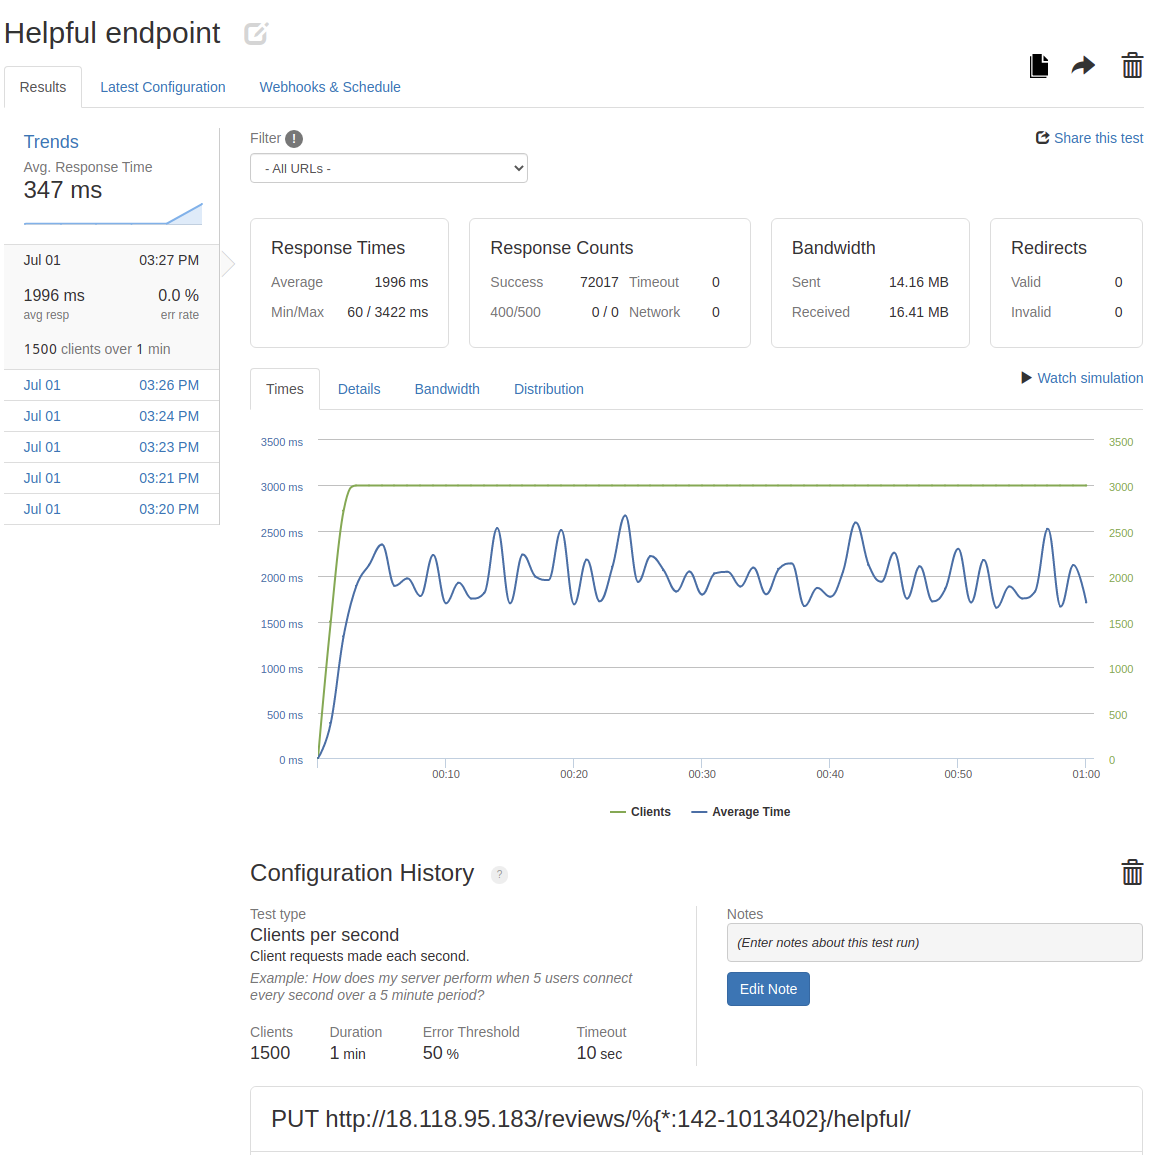 Helpful endpoint
Results Latest Configuration Webhooks & Schedule
Trends
Avg. Response Time
347 ms
Jul 01 03:27 PM
1996 ms 0.0 %
avg resp err rate
1500 clients over 1 min
Jul 01 03:26 PM
Jul 01 03:24 PM
Jul 01 03:23 PM
Jul 01 03:21 PM
Jul 01 03:20 PM
Filter !
Share this test
- All URLs -
Response Times
Average 1996 ms
Min/Max 60 / 3422 ms
Response Counts
Success 72017 Timeout 0
400/500 0 / 0 Network 0
Bandwidth
Sent 14.16 MB
Received 16.41 MB
Redirects
Valid 0
Invalid 0
Times Details Bandwidth Distribution
Watch simulation
3500 ms 3500
3000 ms 3000
2500 ms 2500
2000 ms 2000
1500 ms 1500
1000 ms 1000
500 ms 500
0 ms 0
00:10 00:20 00:30 00:40 00:50 01:00
Clients Average Time
Configuration History ?
Test type
Clients per second
Client requests made each second.
Example: How does my server perform when 5 users connect
every second over a 5 minute period?
Clients Duration Error Threshold Timeout
1500 1 min 50 % 10 sec
Notes
(Enter notes about this test run)
Edit Note
PUT http://18.118.95.183/reviews/%{*:142-1013402}/helpful/